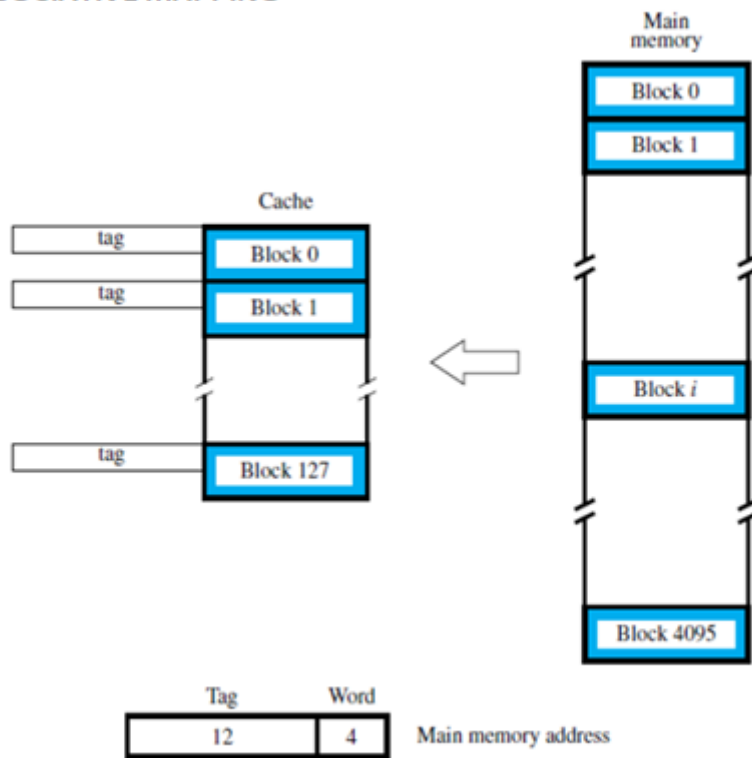 Main
memory
Block 0
Block 1
Cache
tag
Block 0
tag
Block 1
Block i
tag
Block 127
Block 4095
Tag Word
12 4 Main memory address